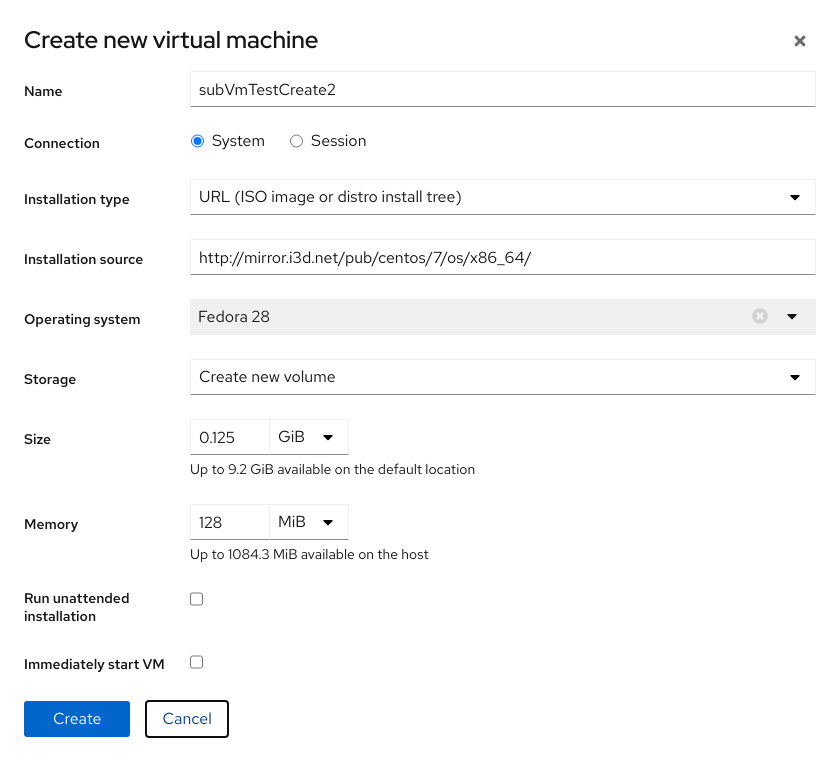 Create new virtual machine
Name
subVmTestCreate2
Connection
System
Session
Installation type
URL (ISO image or distro install tree)
Installation source
http://mirror.i3d.net/pub/centos/7/os/x86_64/
Operating system
Fedora 28
Storage
Create new volume
Size
0.125
GiB
Up to 9.2 GiB available on the default location
Memory
128
MiB
Up to 1084.3 MiB available on the host
Run unattended
installation
Immediately start VM
Create
Cancel